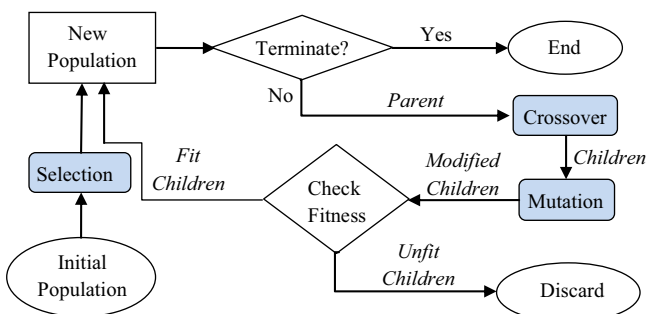 New
Population
Terminate?
Yes
End
No
Parent
Crossover
Children
Selection
Fit
Children
Check
Fitness
Modified
Children
Mutation
Initial
Population
Unfit
Children
Discard